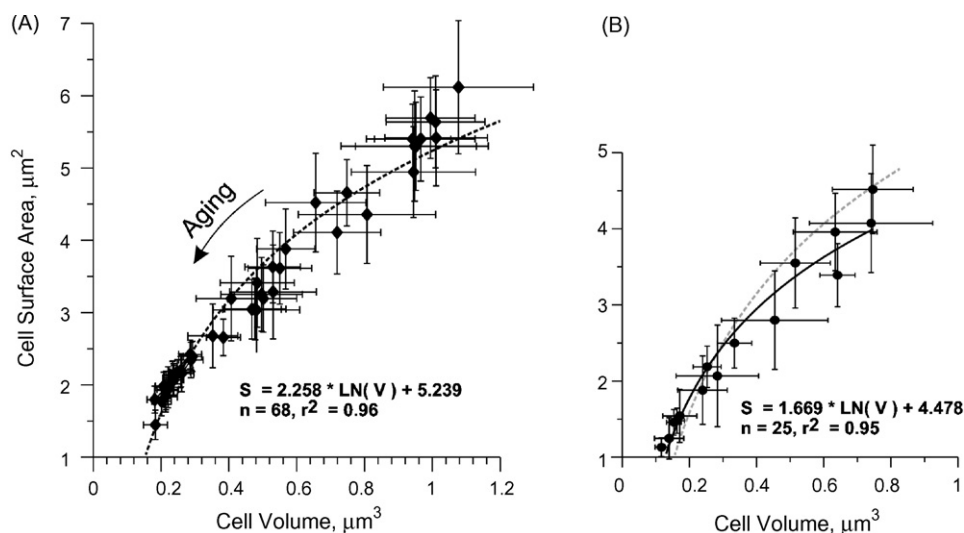 (A)
7
6
5
4
3
2
1
Cell Surface Area, µm²
Aging
S = 2.258 * LN( V ) + 5.239
n = 68, r² = 0.96
0 0.2 0.4 0.6 0.8 1 1.2
Cell Volume, µm³
(B)
5
4
3
2
1
S = 1.669 * LN( V ) + 4.478
n = 25, r² = 0.95
0 0.2 0.4 0.6 0.8 1
Cell Volume, µm³